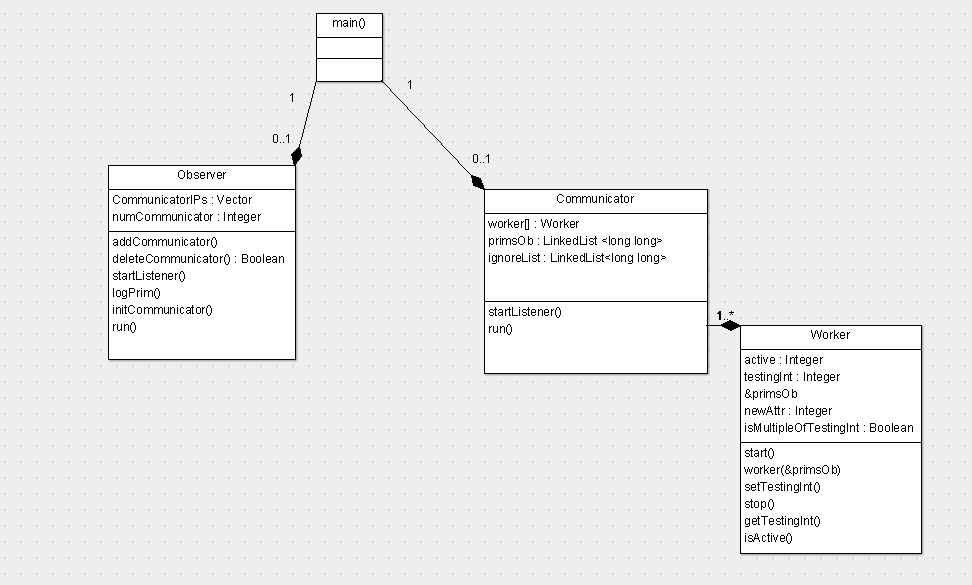 main()
1
1
0..1
0..1
Observer
CommunicatorIPs : Vector
numCommunicator : Integer
addCommunicator()
deleteCommunicator() : Boolean
startListener()
logPrim()
initCommunicator()
run()
Communicator
worker[] : Worker
primsOb : LinkedList <long long>
ignoreList : LinkedList<long long>
startListener()
run()
1..*
Worker
active : Integer
testingInt : Integer
&primsOb
newAttr : Integer
isMultipleOfTestingInt : Boolean
start()
worker(&primsOb)
setTestingInt()
stop()
getTestingInt()
isActive()